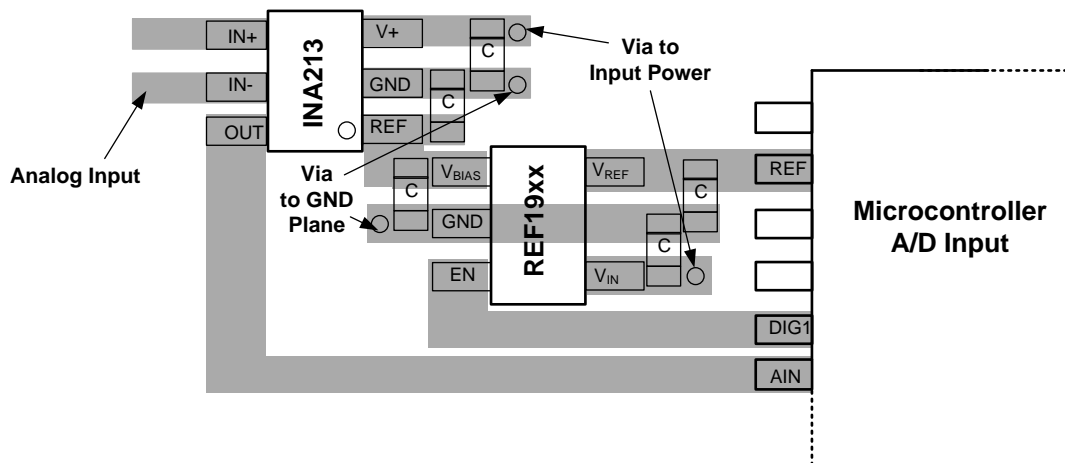 IN+
V+
C
Via to
Input Power
IN-
INA213
GND
C
OUT
REF
Analog Input
Via
to GND
Plane
C
VBIAS
REF19xx
VREF
C
REF
GND
C
Microcontroller
A/D Input
EN
VIN
DIG1
AIN